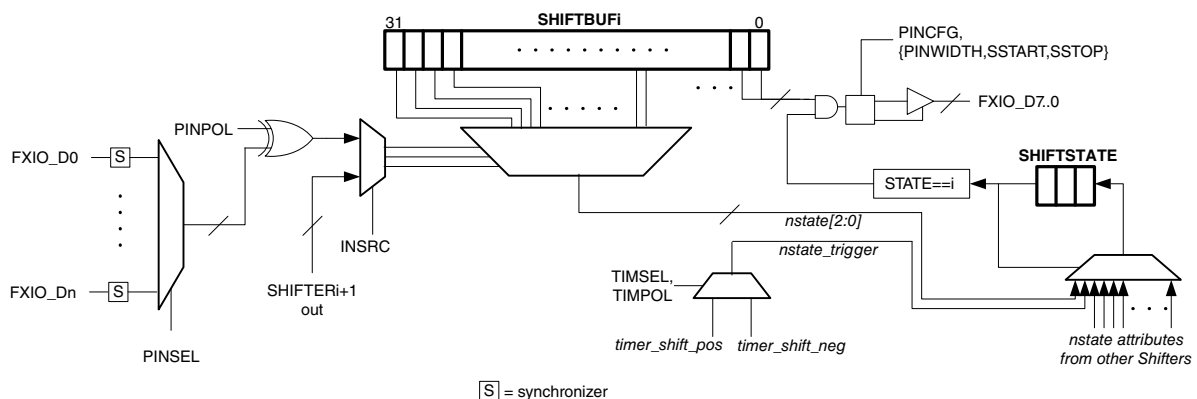 SHIFTBUFi
31
0
PINCFG,
{PINWIDTH,SSTART,SSTOP}
FXIO_D7..0
PINPOL
FXIO_D0
S
SHIFTSTATE
STATE==i
nstate[2:0]
INSRC
nstate_trigger
FXIO_Dn
S
SHIFTERi+1
out
TIMSEL,
TIMPOL
PINSEL
timer_shift_pos
timer_shift_neg
nstate attributes
from other Shifters
S = synchronizer